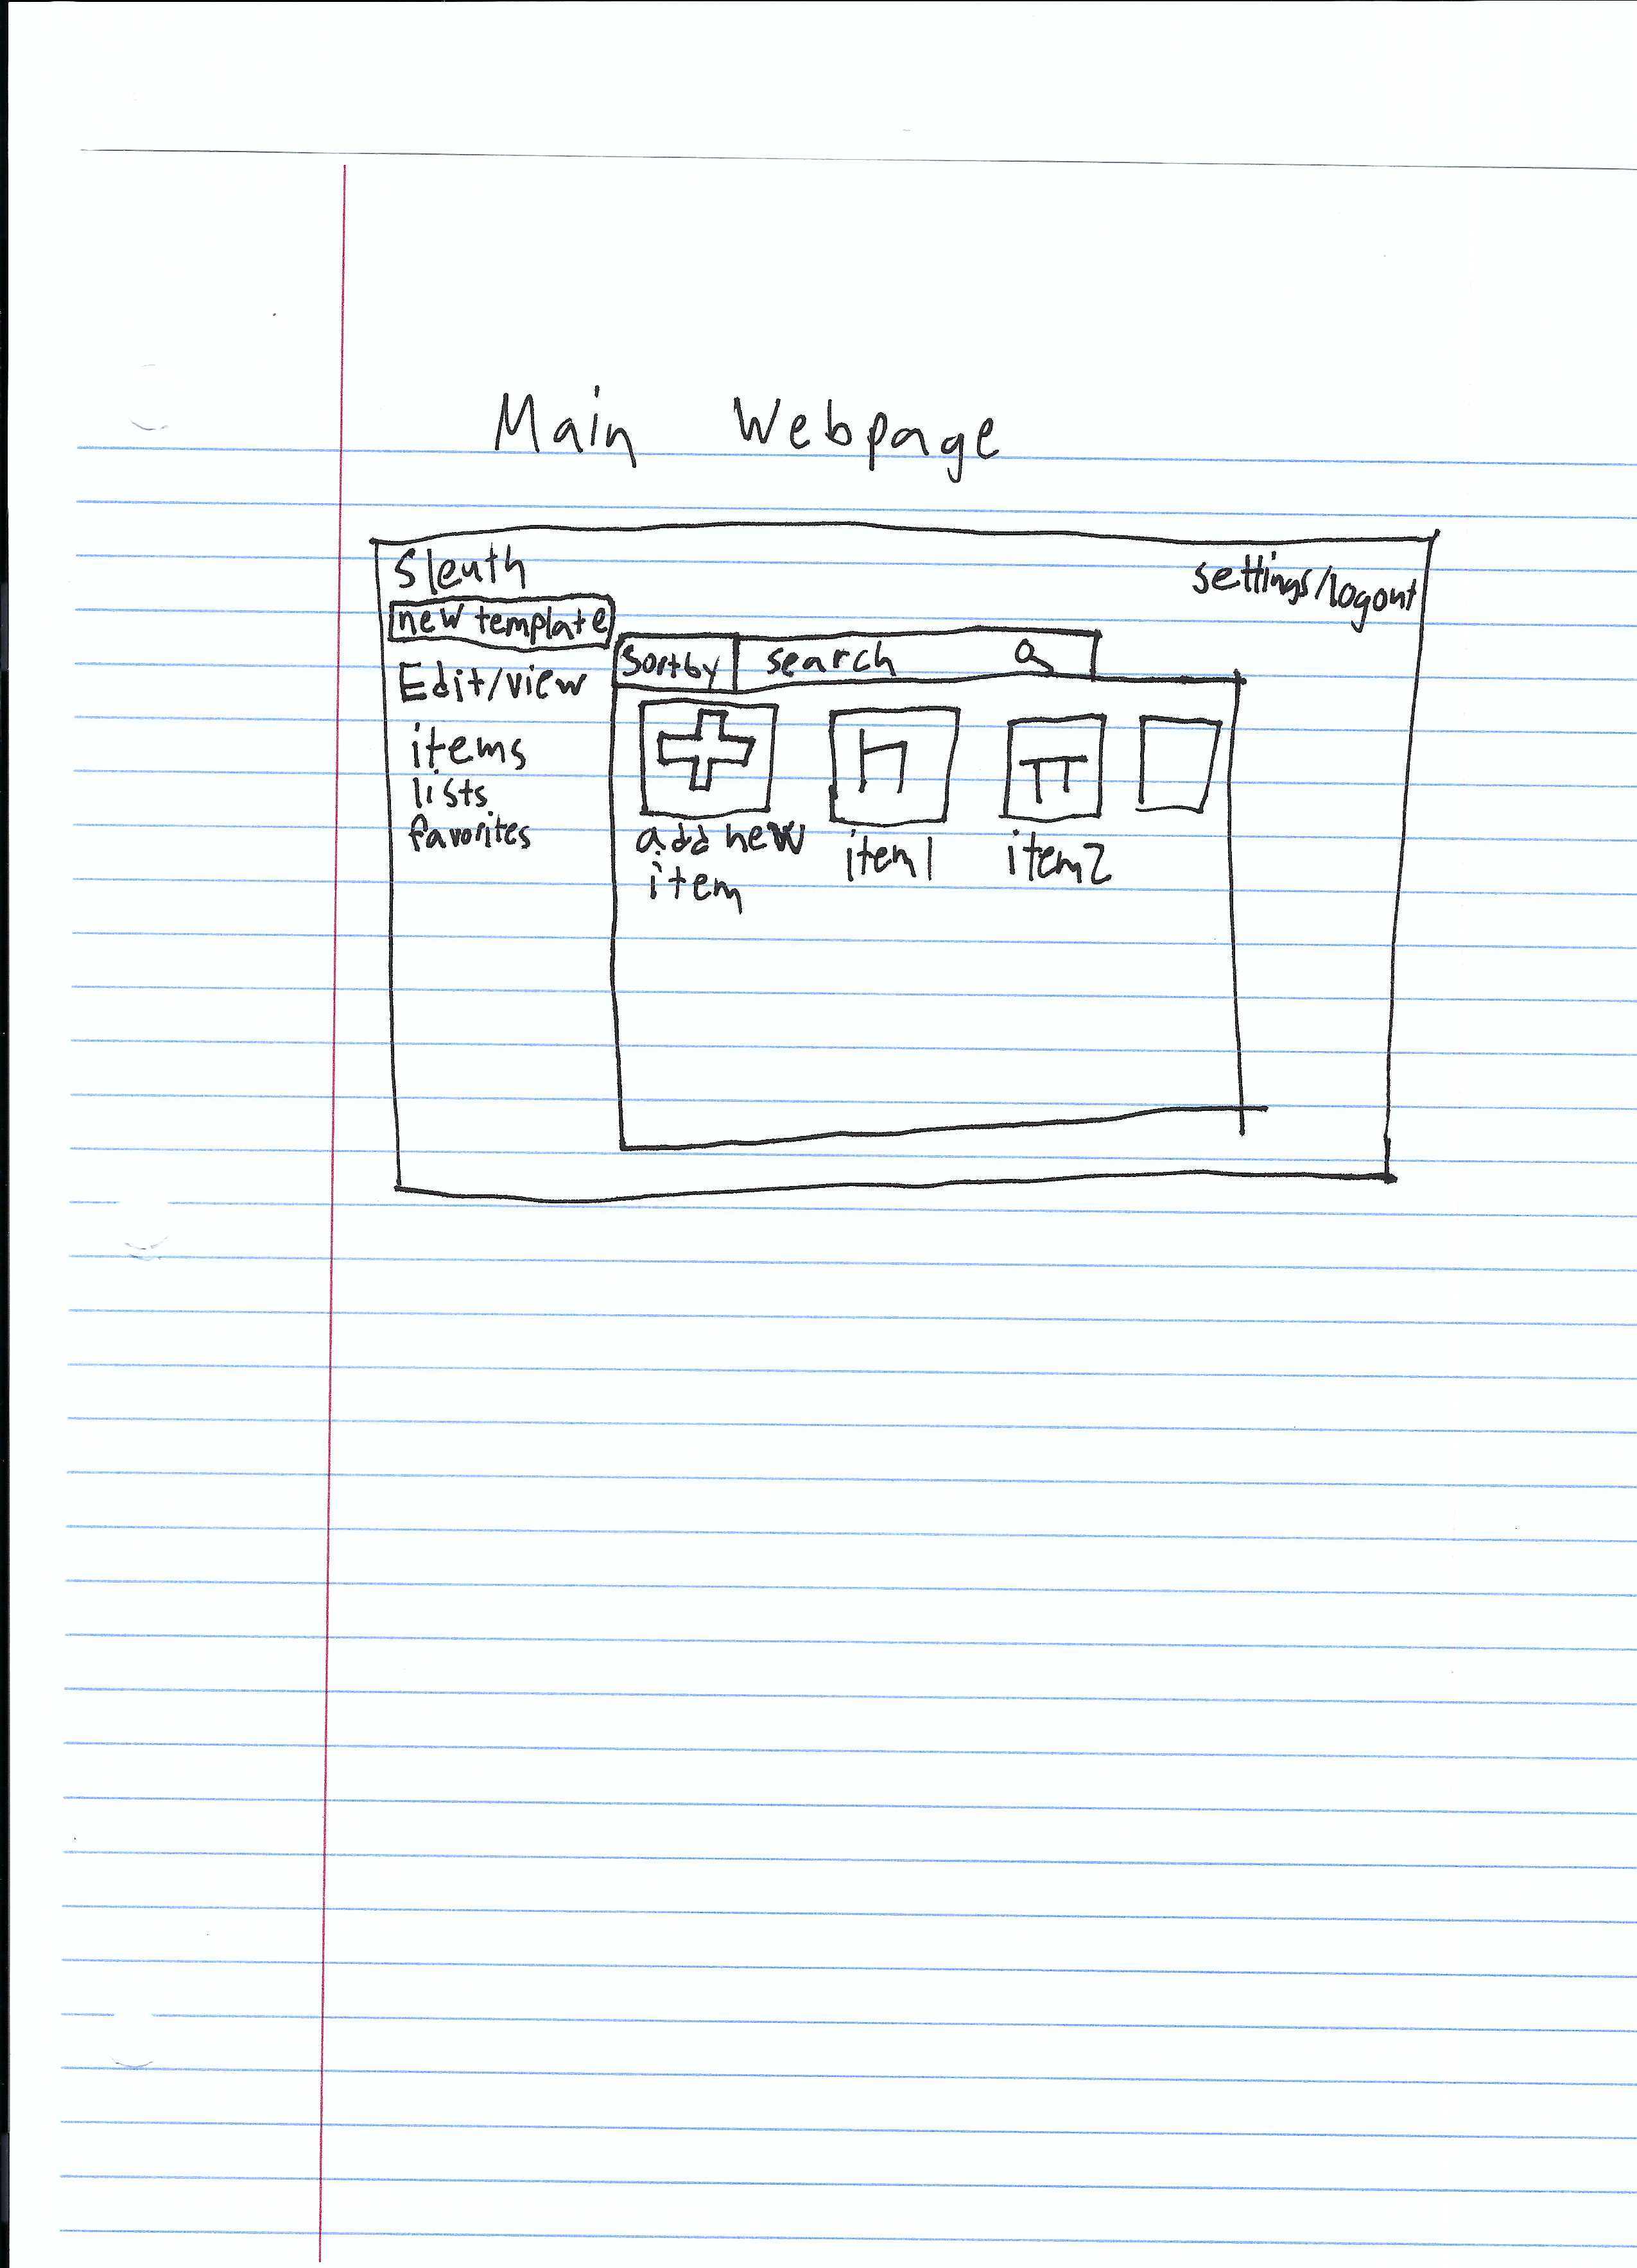 Main Webpage
Sleuth
settings/logout
new template
Sortby search
Edit/view
items
lists
favorites
add new
item
item1
item2